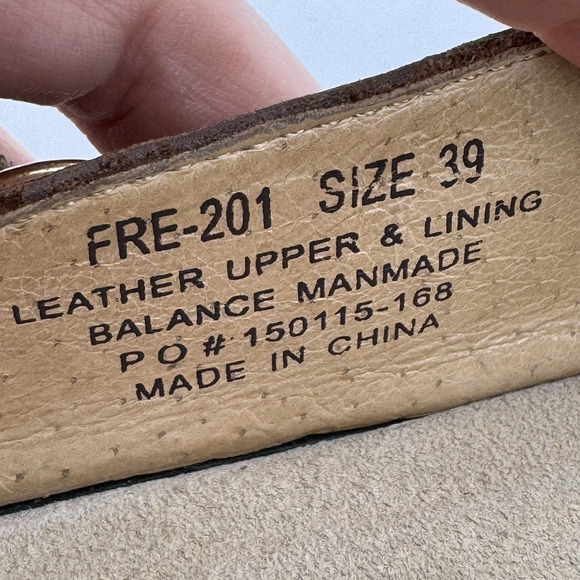 FRE-201 SIZE 39
LEATHER UPPER & LINING
BALANCE MANMADE
PO# 150115-168
MADE IN CHINA